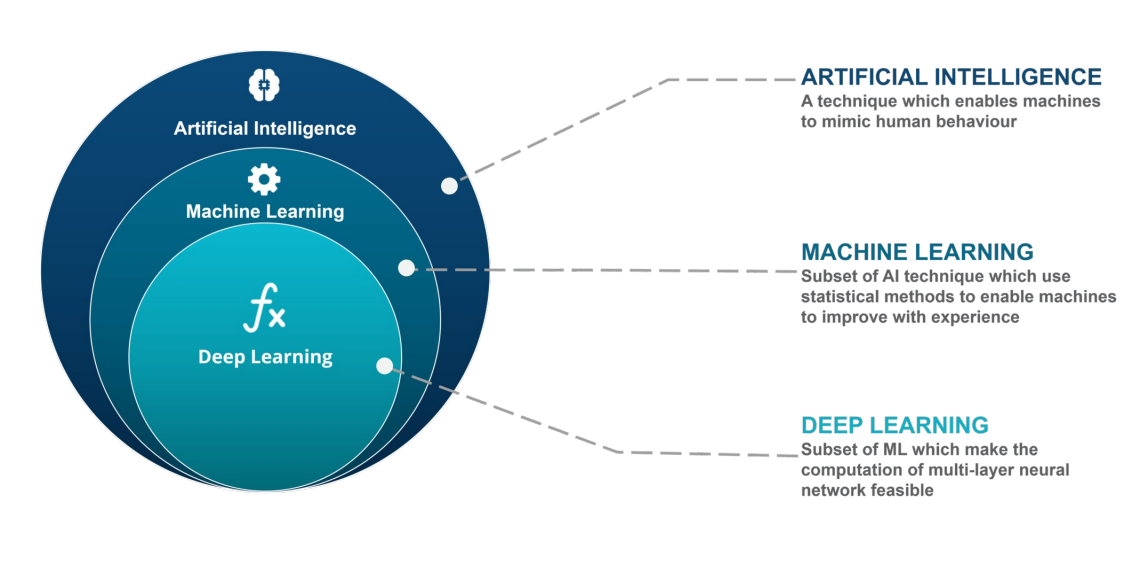 Artificial Intelligence
Machine Learning
fx
Deep Learning
ARTIFICIAL INTELLIGENCE
A technique which enables machines
to mimic human behaviour
MACHINE LEARNING
Subset of AI technique which use
statistical methods to enable machines
to improve with experience
DEEP LEARNING
Subset of ML which make the
computation of multi-layer neural
network feasible